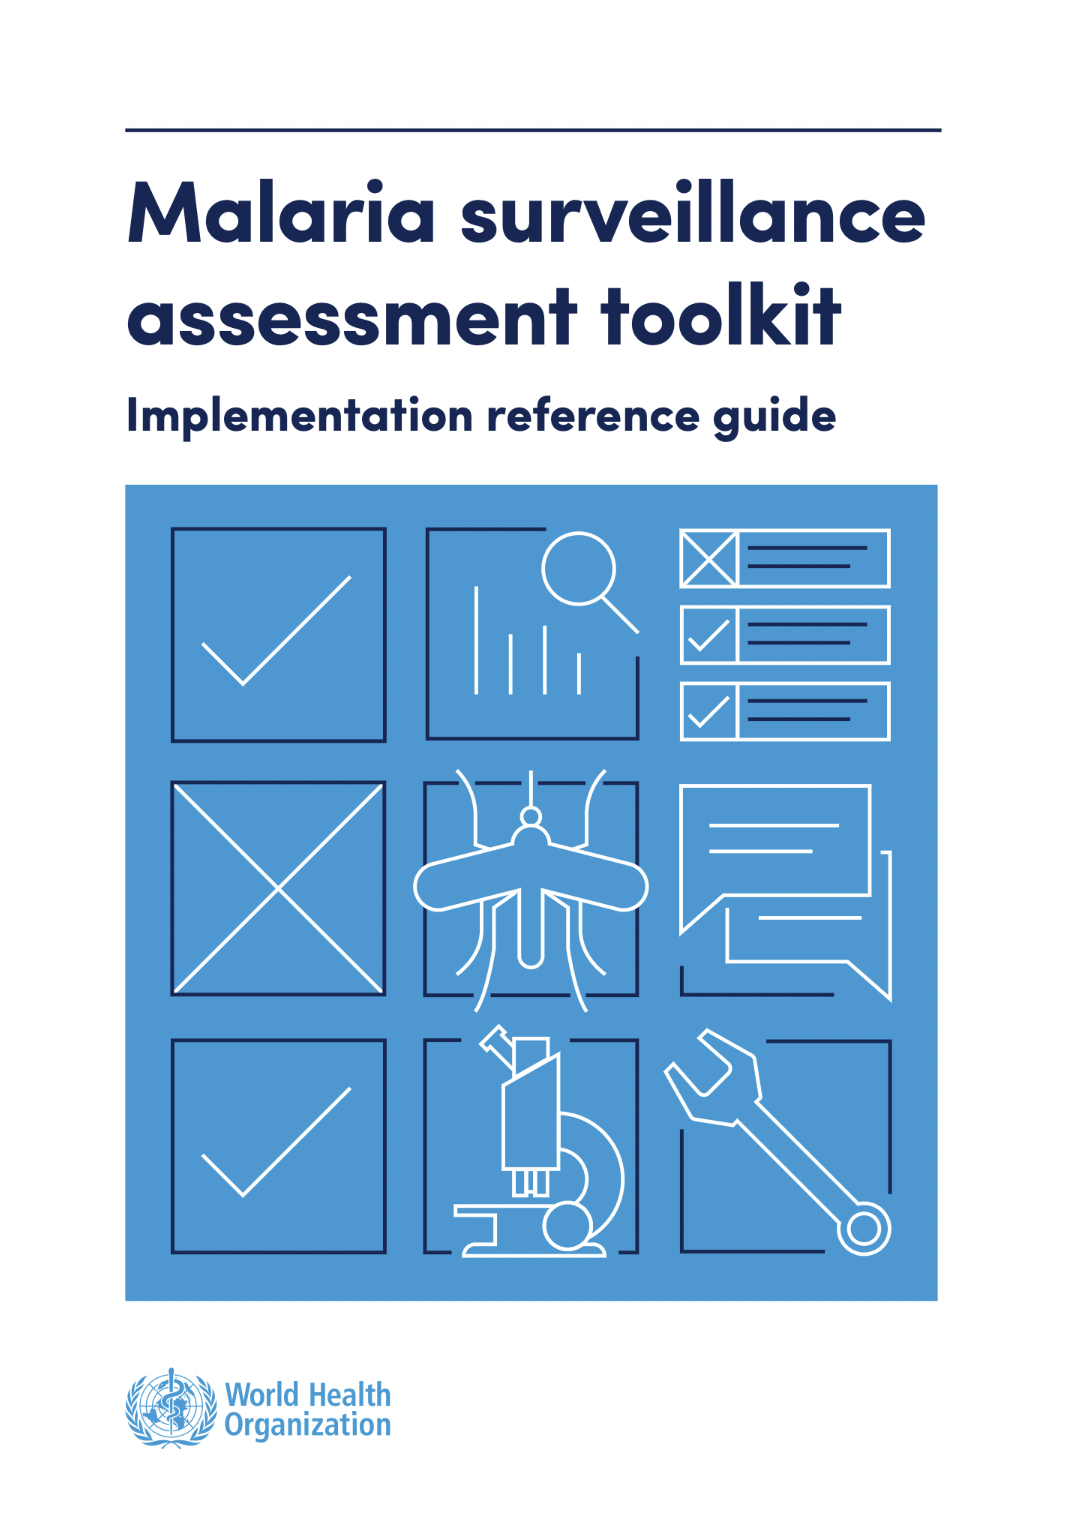 Malaria surveillance
assessment toolkit
Implementation reference guide
World Health
Organization